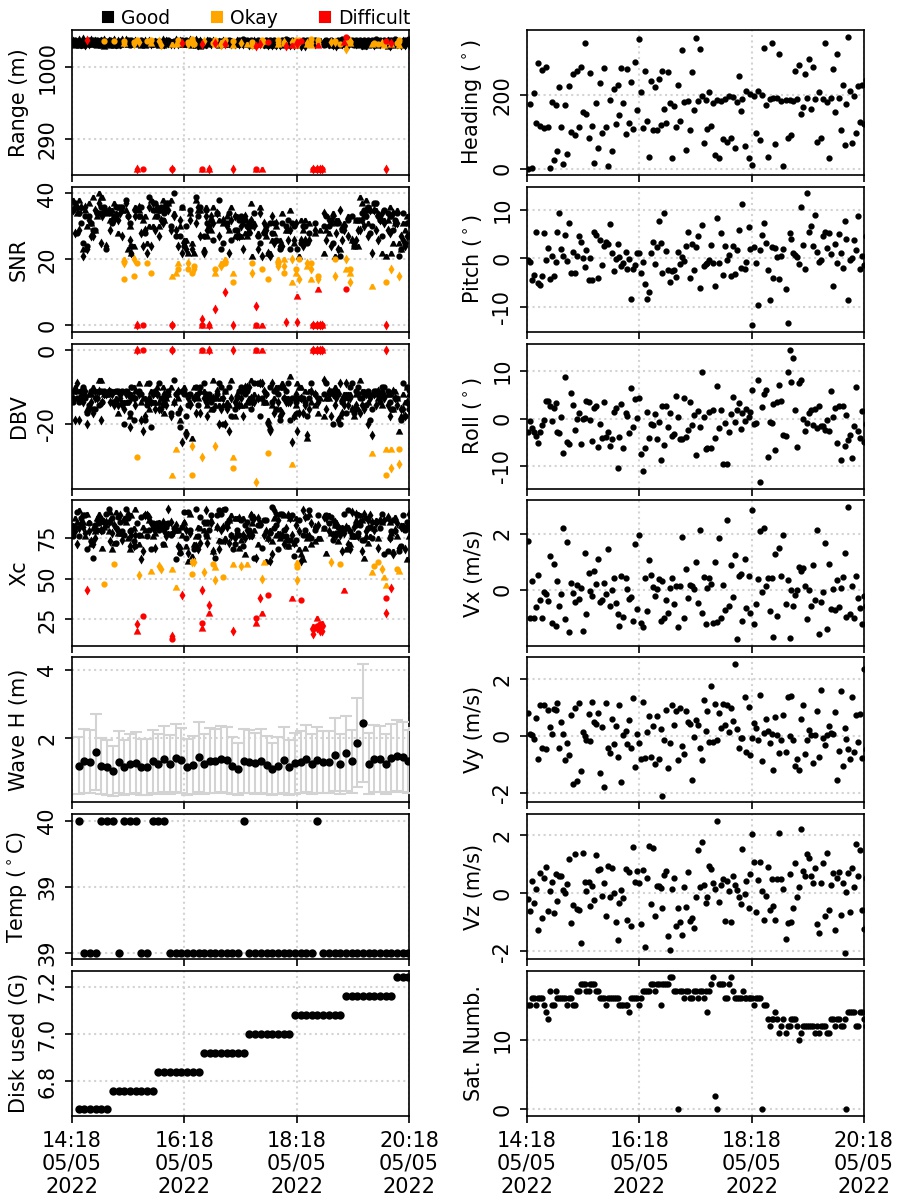 Good Okay Difficult
Range (m)
1000
290
Heading (°)
200
0
SNR
40
20
0
Pitch (°)
10
0
-10
DBV
0
-20
Roll (°)
10
0
-10
Xc
75
50
25
Vx (m/s)
2
0
Wave H (m)
4
2
Vy (m/s)
2
0
-2
Temp (°C)
40
39
39
Vz (m/s)
2
0
-2
Disk used (G)
7.2
7.0
6.8
Sat. Numb.
10
0
14:18 16:18 18:18 20:18
05/05 05/05 05/05 05/05
2022 2022 2022 2022
14:18 16:18 18:18 20:18
05/05 05/05 05/05 05/05
2022 2022 2022 2022